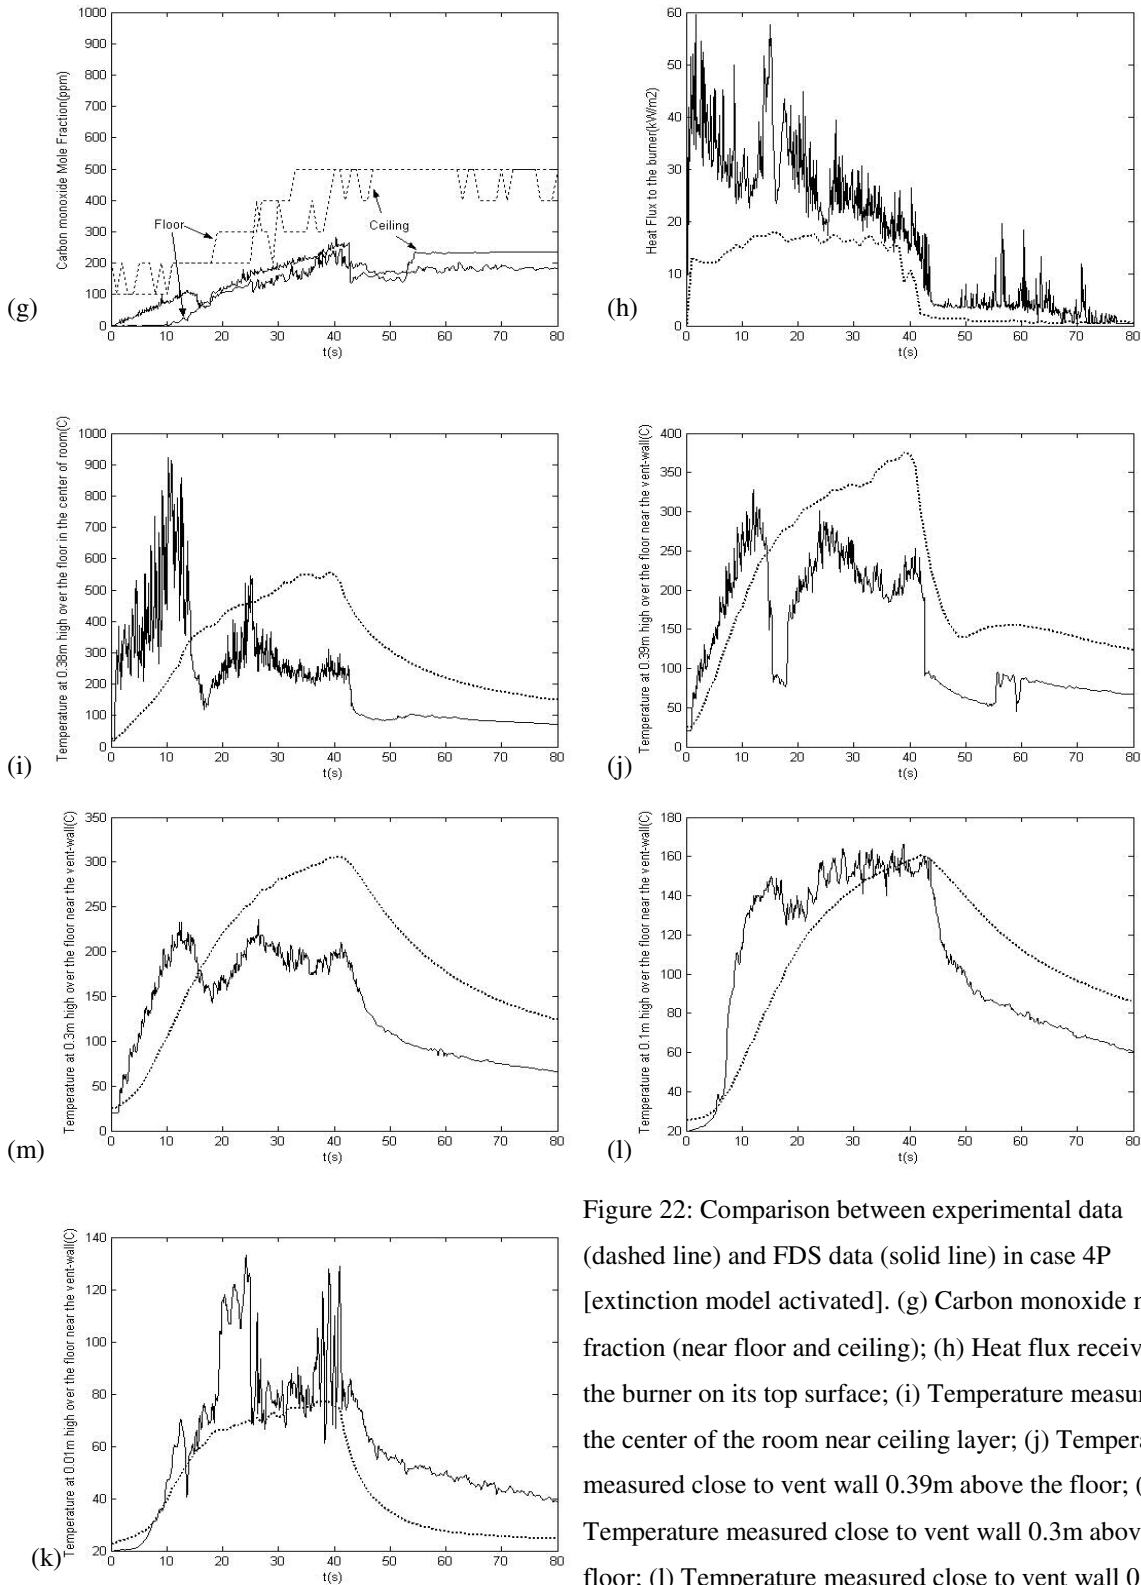 1000
900
800
700
600
500
400
300
200
100
0
Carbon monoxide Mole Fraction(ppm)
Floor
Ceiling
0 10 20 30 40 50 60 70 80
t(s)
(g)
60
50
40
30
20
10
0
Heat Flux to the burner(kW/m2)
0 10 20 30 40 50 60 70 80
t(s)
(h)
1000
900
800
700
600
500
400
300
200
100
0
Temperature at 0.38m high over the floor in the center of room(C)
0 10 20 30 40 50 60 70 80
t(s)
(i)
400
350
300
250
200
150
100
50
0
Temperature at 0.39m high over the floor near the vent-wall(C)
0 10 20 30 40 50 60 70 80
t(s)
(j)
350
300
250
200
150
100
50
0
Temperature at 0.3m high over the floor near the vent-wall(C)
0 10 20 30 40 50 60 70 80
t(s)
(m)
180
160
140
120
100
80
60
40
20
Temperature at 0.1m high over the floor near the vent-wall(C)
0 10 20 30 40 50 60 70 80
t(s)
(l)
140
120
100
80
60
40
20
Temperature at 0.01m high over the floor near the vent-wall(C)
0 10 20 30 40 50 60 70 80
t(s)
(k)
Figure 22: Comparison between experimental data
(dashed line) and FDS data (solid line) in case 4P
[extinction model activated]. (g) Carbon monoxide
fraction (near floor and ceiling); (h) Heat flux
the burner on its top surface; (i) Temperature
the center of the room near ceiling layer; (j)
measured close to vent wall 0.39m above the floor;
Temperature measured close to vent wall 0.3m
floor; (l) Temperature measured close to vent wall